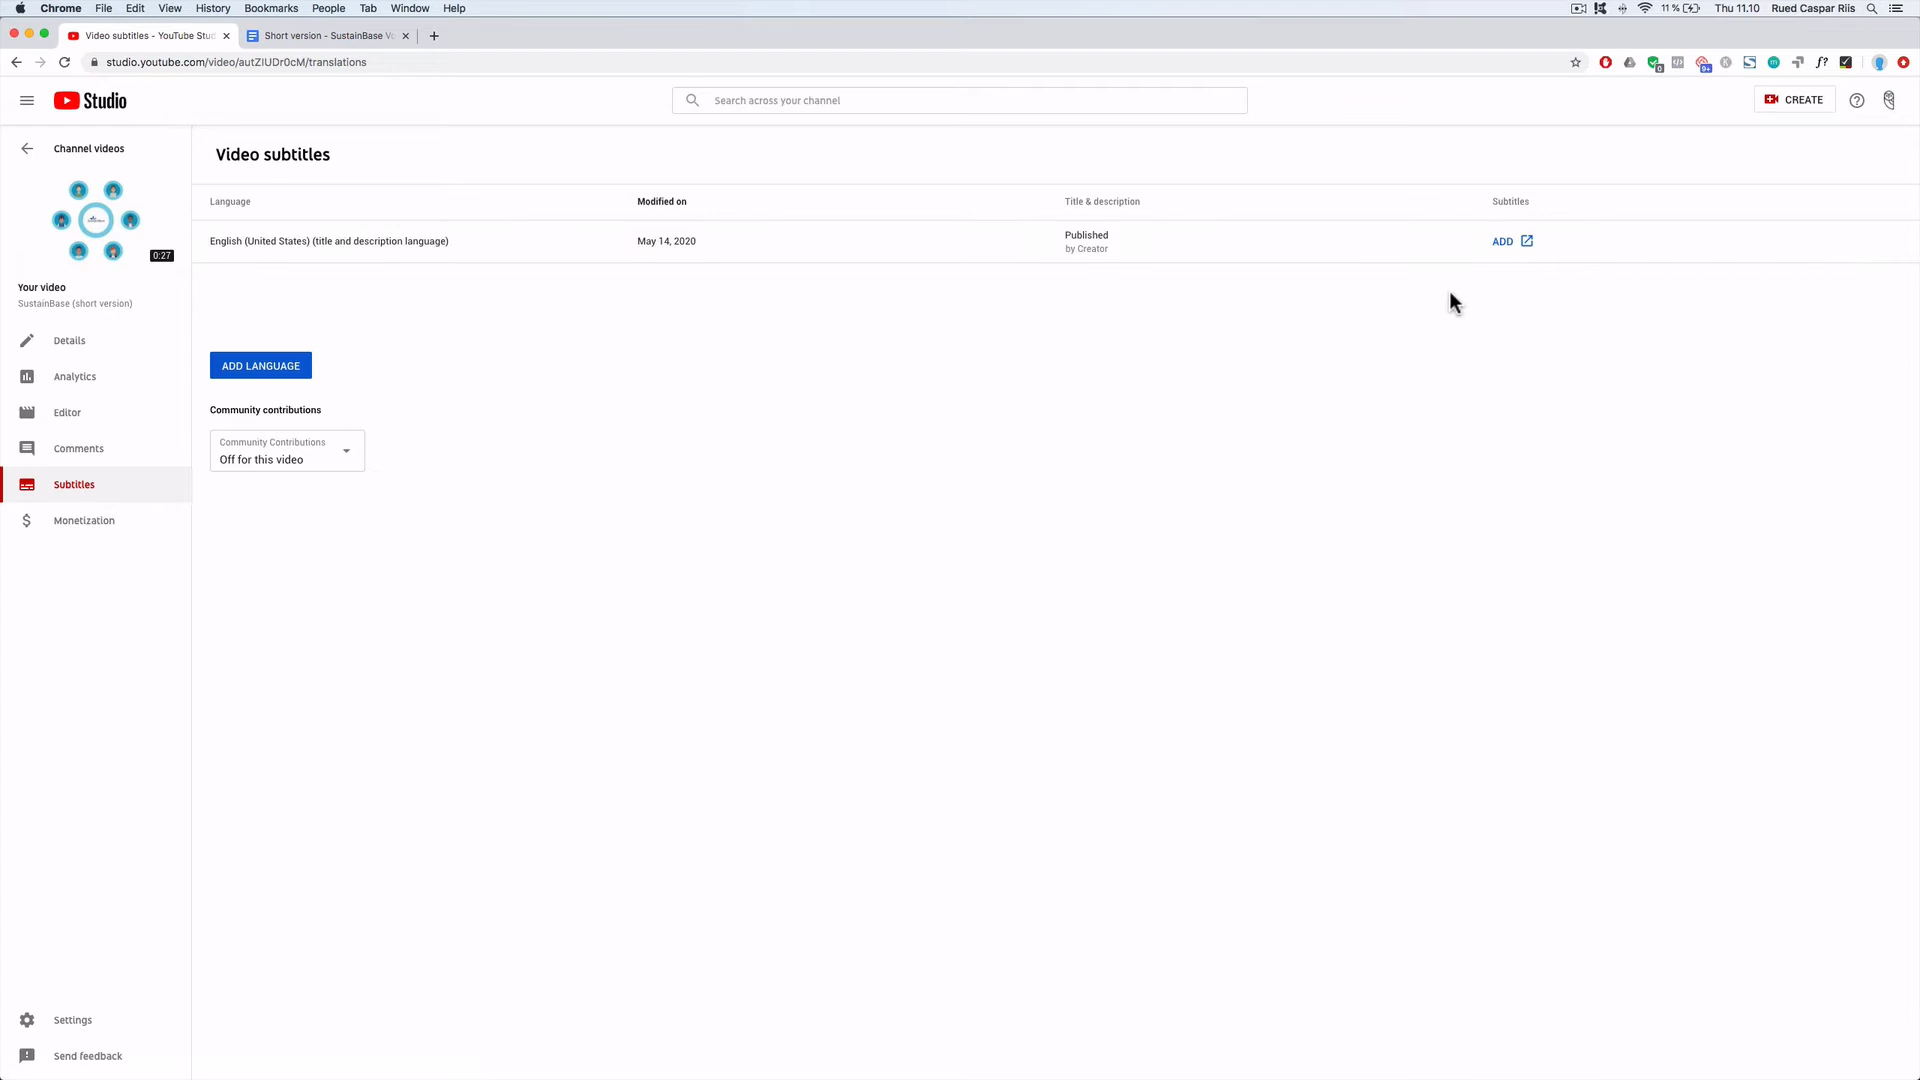 Chrome File Edit View History Bookmarks People Tab Window Help 11 % Thu 11.10 Rued Caspar Riis
Video subtitles - YouTube Stud
Short version - SustainBase Vo
studio.youtube.com/video/autZIUDr0cM/translations
Studio
Search across your channel
CREATE
Channel videos
0:27
Your video
SustainBase (short version)
Details
Analytics
Editor
Comments
Subtitles
Monetization
Settings
Send feedback
Video subtitles
Language Modified on Title & description Subtitles
English (United States) (title and description language) May 14, 2020 Published ADD
by Creator
ADD LANGUAGE
Community contributions
Community Contributions
Off for this video